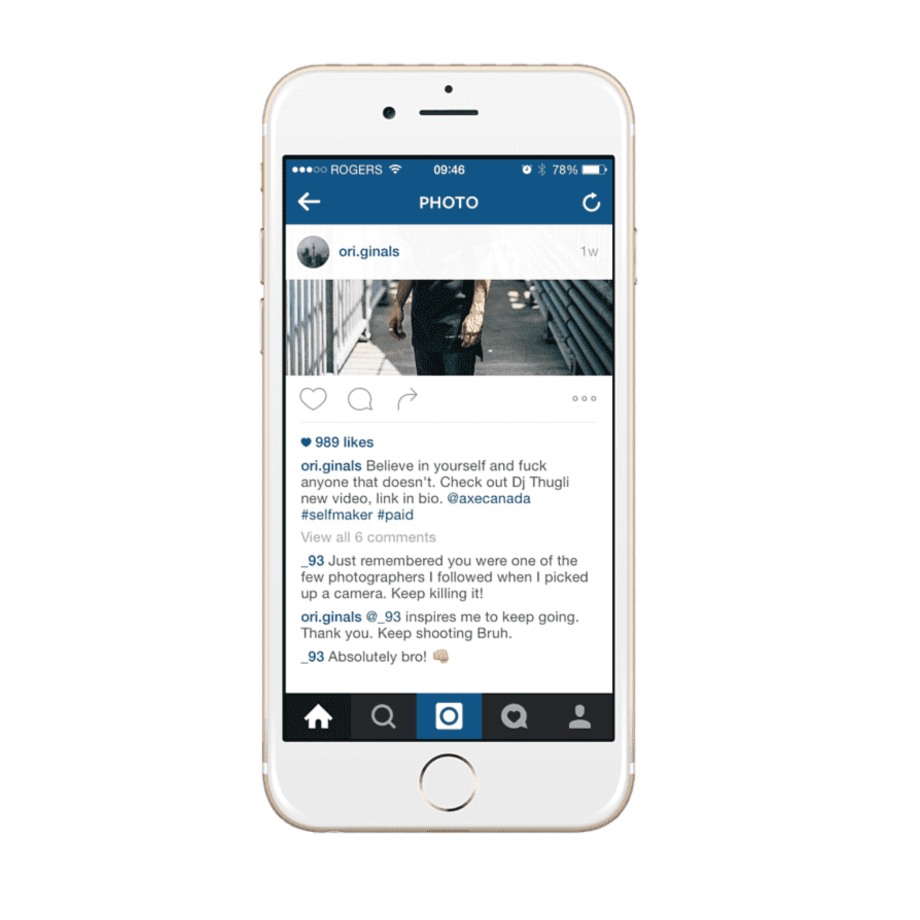 ROGERS 09:46 78%
PHOTO
ori.ginals 1w
989 likes
ori.ginals Believe in yourself and fuck
anyone that doesn't. Check out Dj Thugli
new video, link in bio. @axecanada
#selfmaker #paid
View all 6 comments
_93 Just remembered you were one of the
few photographers I followed when I picked
up a camera. Keep killing it!
ori.ginals @_93 inspires me to keep going.
Thank you. Keep shooting Bruh.
_93 Absolutely bro! 👊🏼